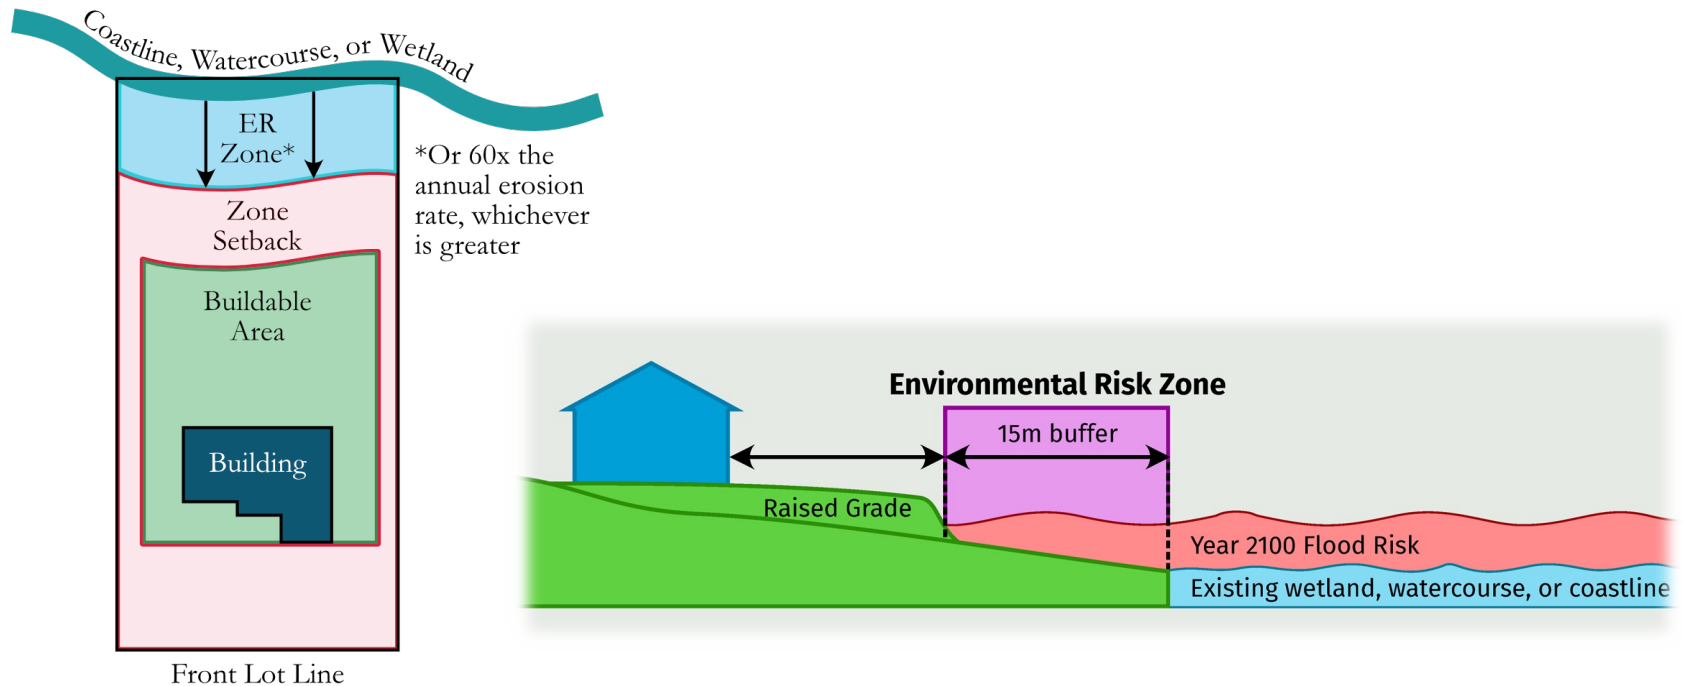 Coastline, Watercourse, or Wetland
ER
Zone*
*Or 60x the
annual erosion
rate, whichever
is greater
Zone
Setback
Buildable
Area
Building
Front Lot Line
Environmental Risk Zone
15m buffer
Raised Grade
Year 2100 Flood Risk
Existing wetland, watercourse, or coastline